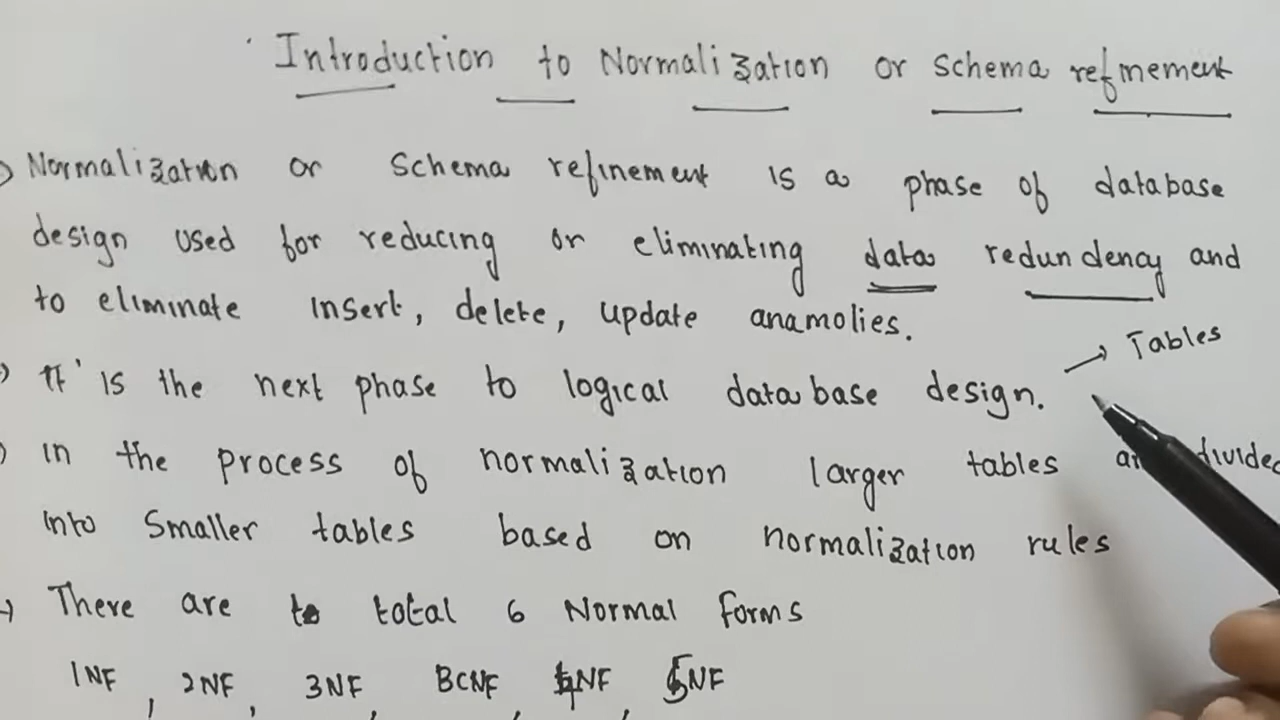 Introduction to Normalization or schema refinement
Normalization or schema refinement is a phase of database
design used for reducing or eliminating data redundency and
to eliminate insert, delete, update anamolies.
→ Tables
It is the next phase to logical database design.
in the process of normalization larger tables divided
into smaller tables based on normalization rules
→ There are total 6 Normal forms
1NF, 2NF, 3NF, BCNF, 4NF, 5NF